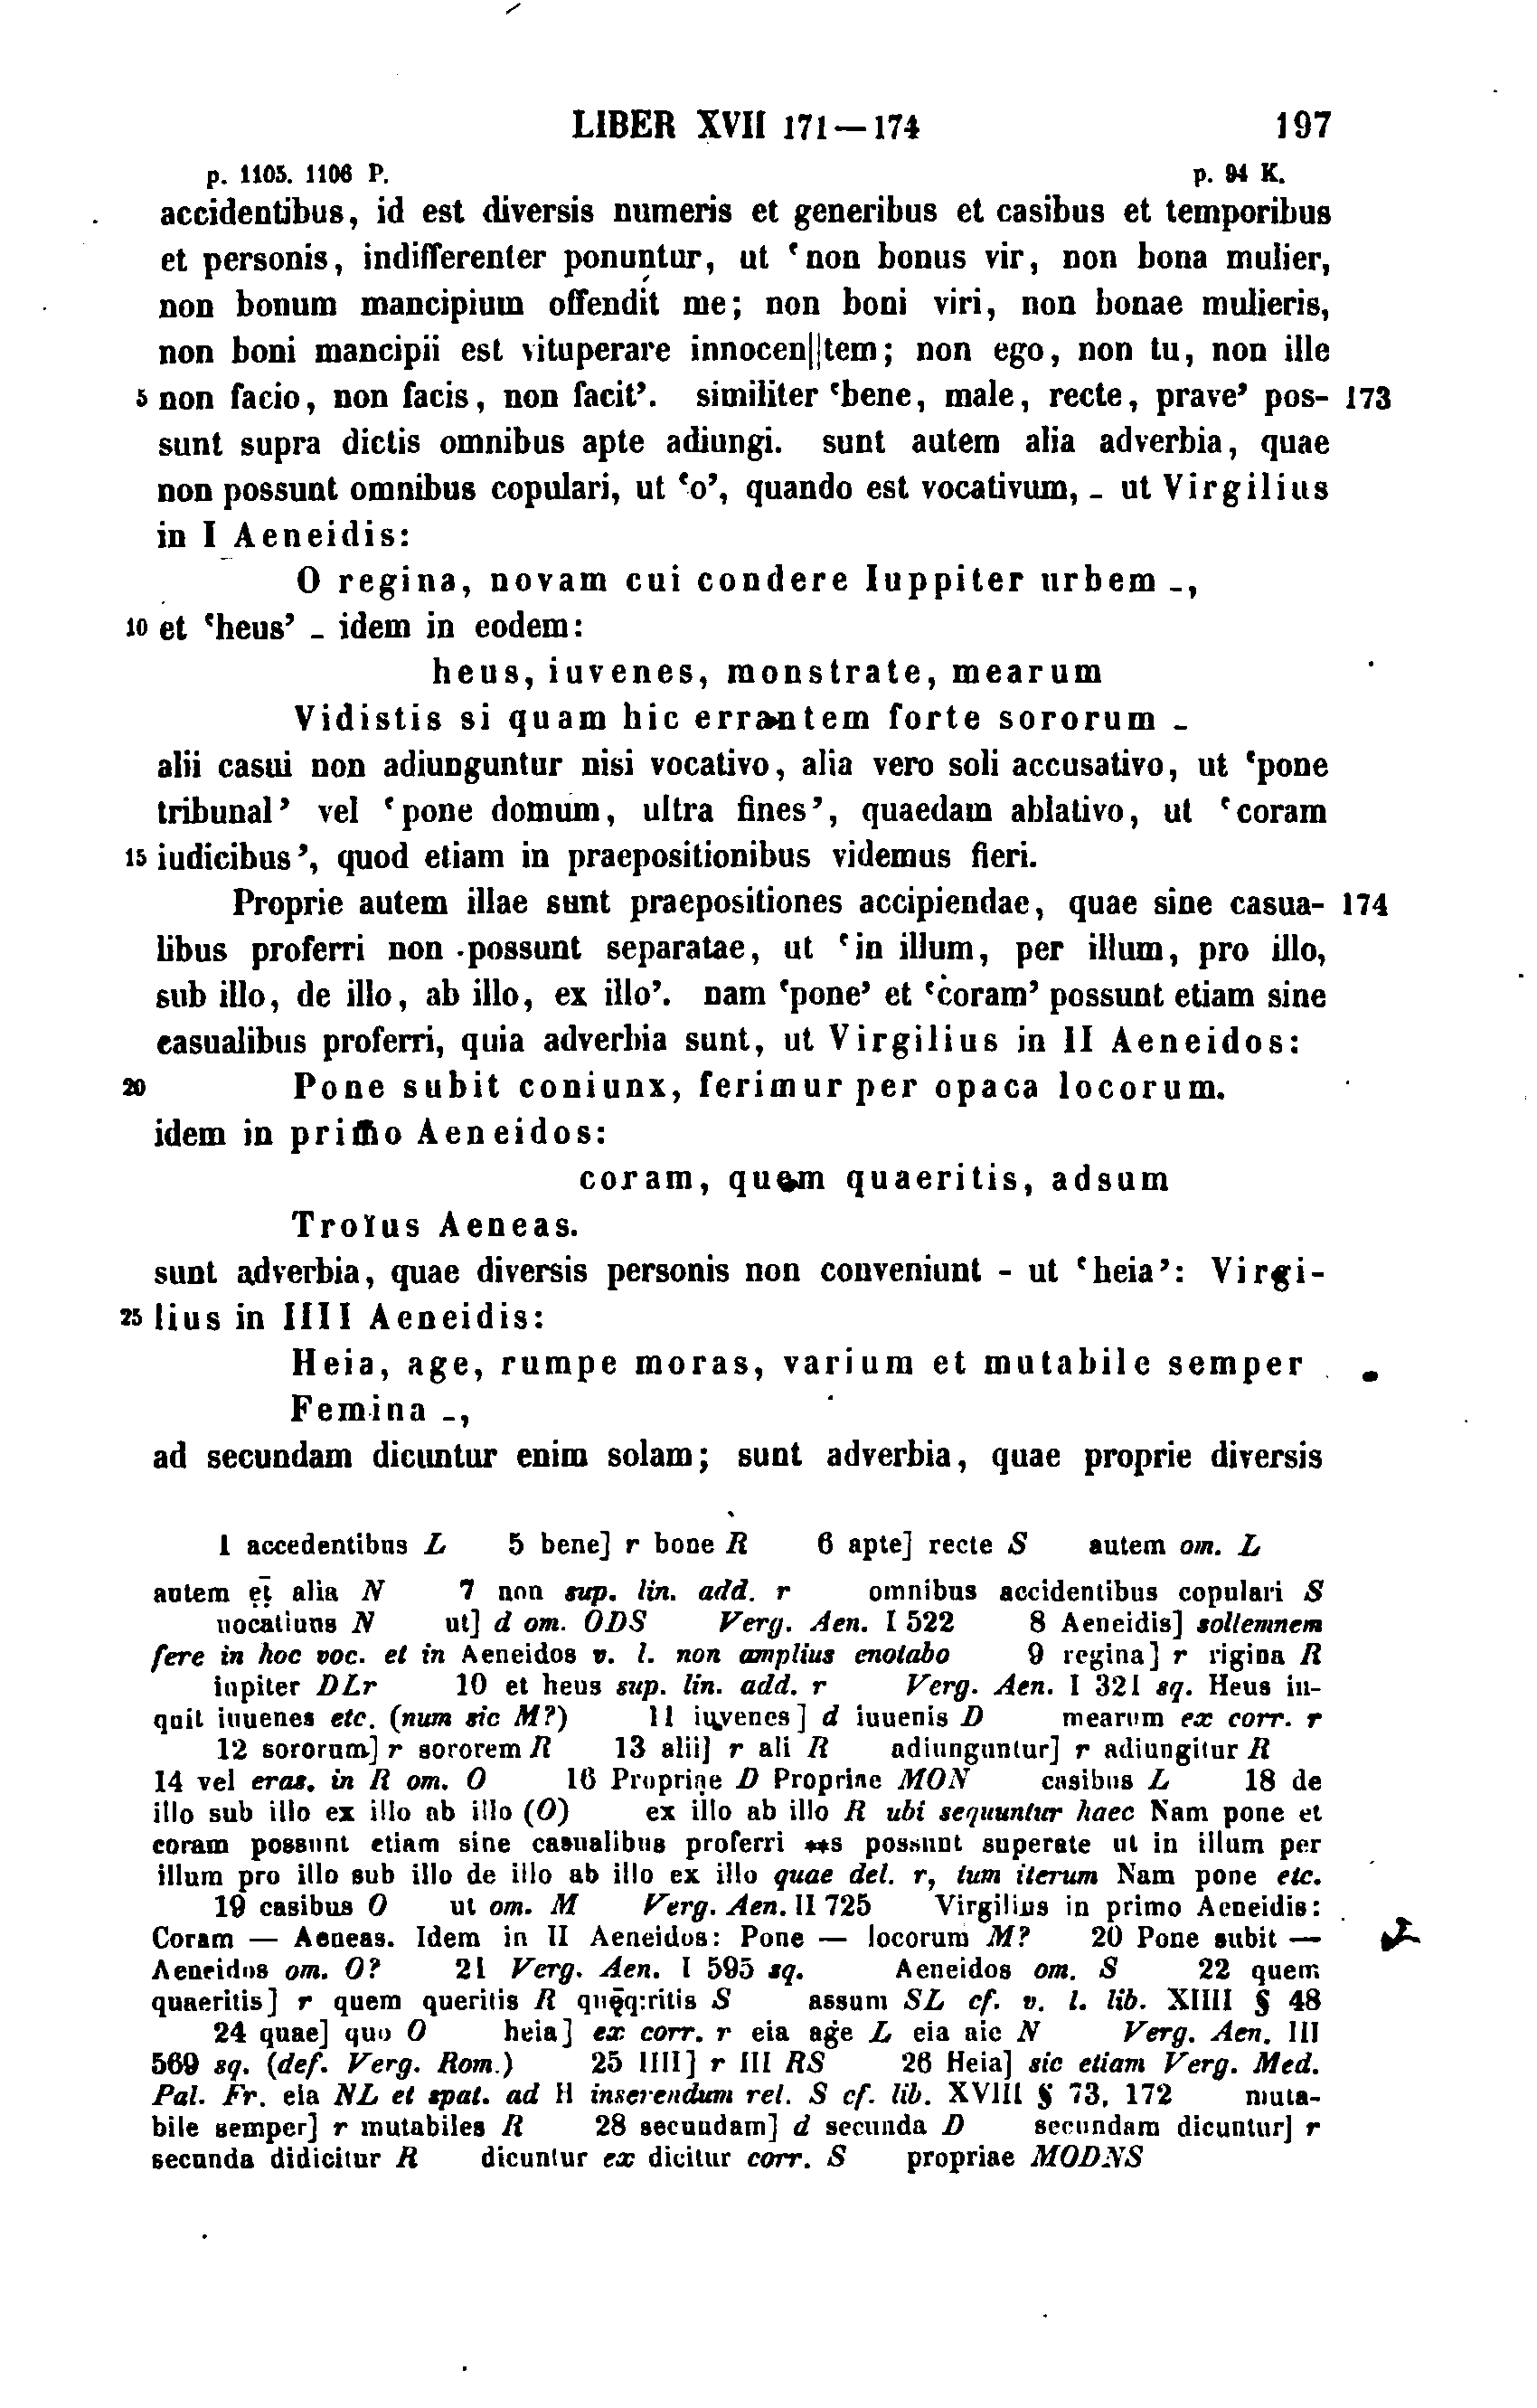 LIBER XVII 171—174 197
p. 1105. 1106 P. p. 94 K.
accidentibus, id est diversis numeris et generibus et casibus et temporibus
et personis, indifferenter ponuntur, ut ‘non bonus vir, non bona mulier,
non bonum mancipium offendit me; non boni viri, non bonae mulieris,
non boni mancipii est vituperare innocen||tem; non ego, non tu, non ille
5 non facio, non facis, non facit’. similiter ‘bene, male, recte, prave’ pos- 173
sunt supra dictis omnibus apte adiungi. sunt autem alia adverbia, quae
non possunt omnibus copulari, ut ‘o’, quando est vocativum, _ ut Virgilius
in I Aeneidis:
O regina, novam cui condere Iuppiter urbem _,
10 et ‘heus’ _ idem in eodem:
heus, iuvenes, monstrate, mearum
Vidistis si quam hic errantem forte sororum _
alii casui non adiunguntur nisi vocativo, alia vero soli accusativo, ut ‘pone
tribunal’ vel ‘pone domum, ultra fines’, quaedam ablativo, ut ‘coram
15 iudicibus’, quod etiam in praepositionibus videmus fieri.
Proprie autem illae sunt praepositiones accipiendae, quae sine casua- 174
libus proferri non possunt separatae, ut ‘in illum, per illum, pro illo,
sub illo, de illo, ab illo, ex illo’. nam ‘pone’ et ‘coram’ possunt etiam sine
casualibus proferri, quia adverbia sunt, ut Virgilius in II Aeneidos:
20 Pone subit coniunx, ferimur per opaca locorum.
idem in primo Aeneidos:
coram, quem quaeritis, adsum
Troïus Aeneas.
sunt adverbia, quae diversis personis non conveniunt - ut ‘heia’: Virgi-
25 lius in IIII Aeneidis:
Heia, age, rumpe moras, varium et mutabile semper
Femina _,
ad secundam dicuntur enim solam; sunt adverbia, quae proprie diversis
1 accedentibus L 5 bene] r bone R 6 apte] recte S autem om. L
autem et alia N 7 non sup. lin. add. r omnibus accidentibus copulari S
uocatiuus N ut] d om. ODS Verg. Aen. I 522 8 Aeneidis] sollemnem
fere in hoc voc. et in Aeneidos v. l. non amplius enotabo 9 regina] r rigina R
iupiter DLr 10 et heus sup. lin. add. r Verg. Aen. I 321 sq. Heus in-
quit iuuenes etc. (num sic M?) 11 iuvenes] d iuuenis D mearum ex corr. r
12 sororum] r sororem R 13 alii] r ali R adiunguntur] r adiungitur R
14 vel eras. in R om. O 16 Propriae D Propriae MON casibus L 18 de
illo sub illo ex illo ab illo (O) ex illo ab illo R ubi sequuntur haec Nam pone et
coram possunt etiam sine casualibus proferri **s possunt superate ut in illum per
illum pro illo sub illo de illo ab illo ex illo quae del. r, tum iterum Nam pone etc.
19 casibus O ut om. M Verg. Aen. II 725 Virgilius in primo Aeneidis:
Coram — Aeneas. Idem in II Aeneidos: Pone — locorum M? 20 Pone subit —
Aeneidos om. O? 21 Verg. Aen. I 595 sq. Aeneidos om. S 22 quem
quaeritis] r quem queritis R assum SL cf. v. l. lib. XIIII § 48
24 quae] quo O heia] ex corr. r eia age L eia aic N Verg. Aen. III
569 sq. (def. Verg. Rom.) 25 IIII] r III RS 26 Heia] sic etiam Verg. Med.
Pal. Fr. eia NL et spat. ad H inserendum rel. S cf. lib. XVIII § 73, 172 muta-
bile semper] r mutabiles R 28 secundam] d secunda D secundam dicuntur] r
secunda didicitur R dicuntur ex dicitur corr. S propriae MODNS